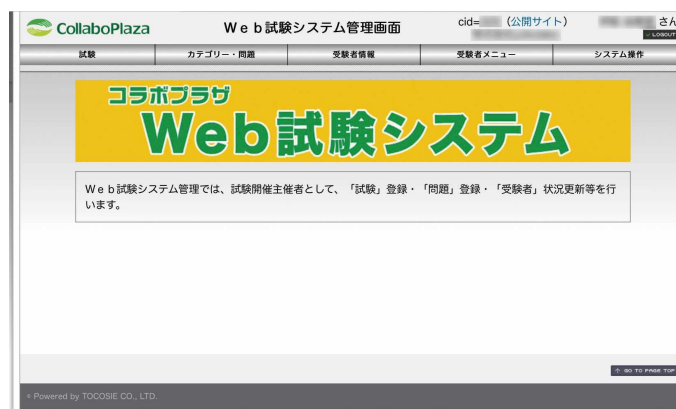 CollaboPlaza
Ｗｅｂ試験システム管理画面
cid= （公開サイト）
さん
LOGOUT
試験
カテゴリー・問題
受験者情報
受験者メニュー
システム操作
コラボプラザ
Web試験システム
Ｗｅｂ試験システム管理では、試験開催主催者として、「試験」登録・「問題」登録・「受験者」状況更新等を行
います。
↑ GO TO PAGE TOP
Powered by TOCOSIE CO., LTD.